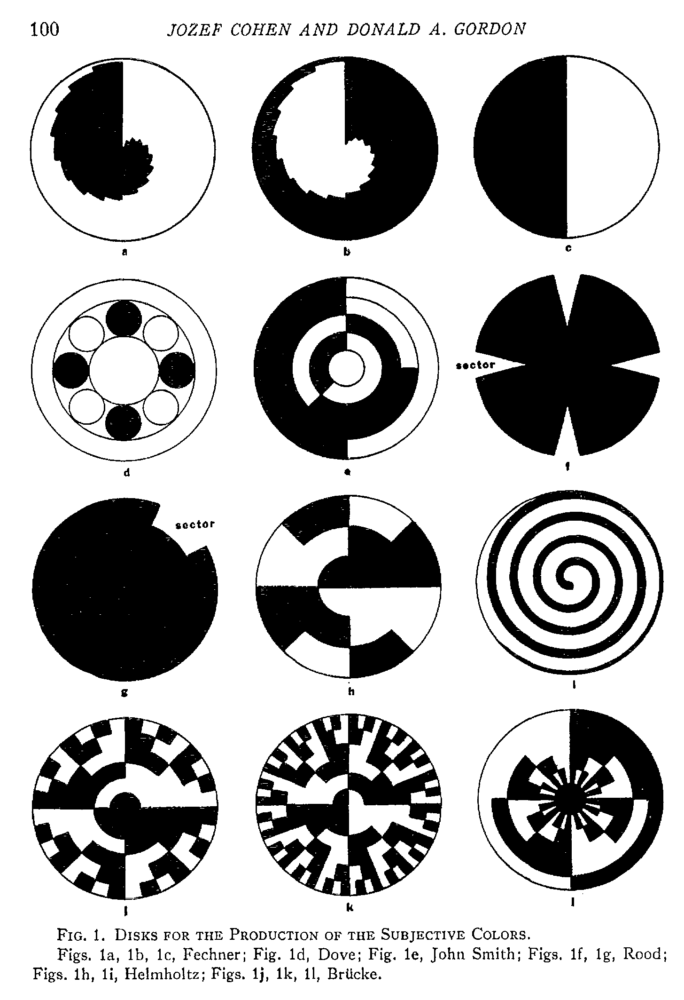 100 JOZEF COHEN AND DONALD A. GORDON
a b c
sector
d e f
sector
g h i
j k l
FIG. 1. DISKS FOR THE PRODUCTION OF THE SUBJECTIVE COLORS.
Figs. 1a, 1b, 1c, Fechner; Fig. 1d, Dove; Fig. 1e, John Smith; Figs. 1f, 1g, Rood;
Figs. 1h, 1i, Helmholtz; Figs. 1j, 1k, 1l, Brücke.